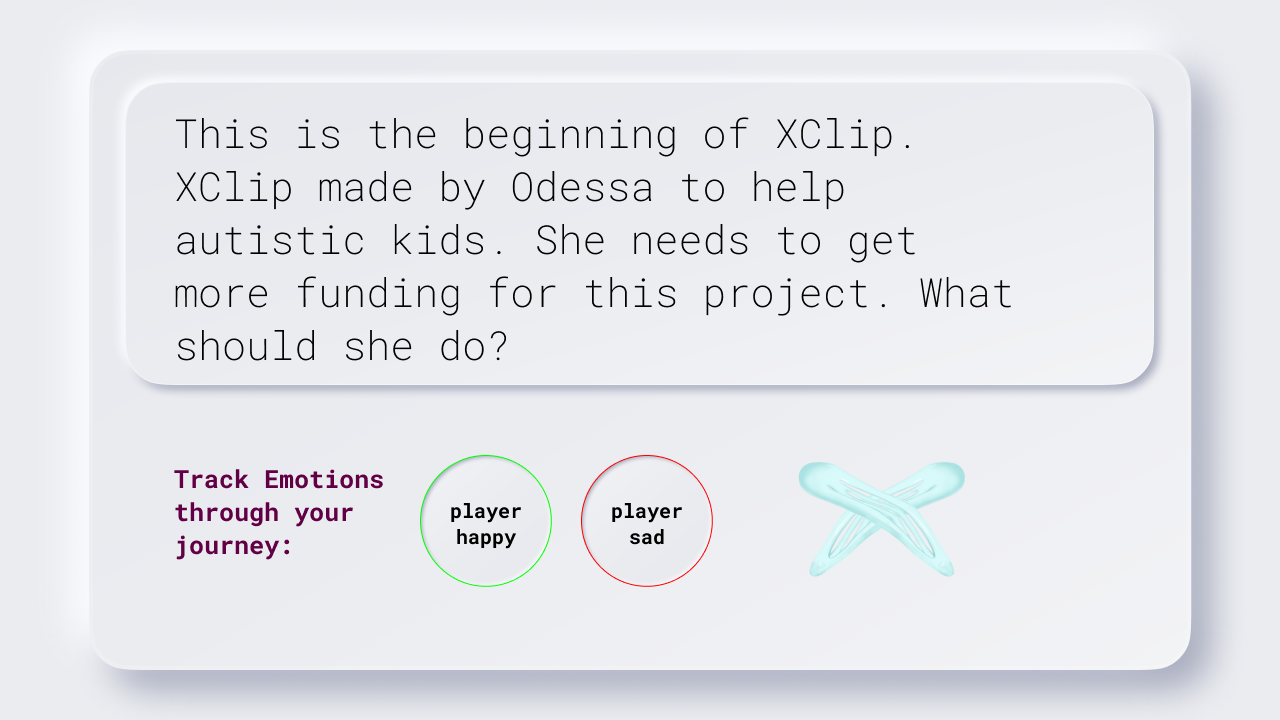 This is the beginning of XClip.
XClip made by Odessa to help
autistic kids. She needs to get
more funding for this project. What
should she do?
Track Emotions
through your
journey:
player
happy
player
sad